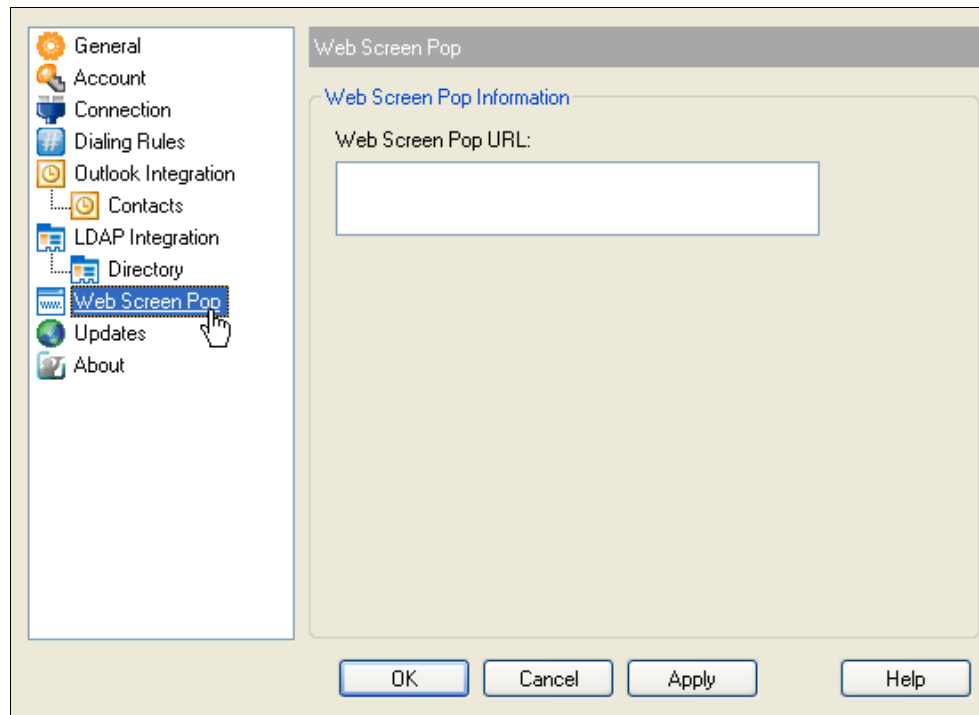 General
Account
Connection
Dialing Rules
Outlook Integration
Contacts
LDAP Integration
Directory
www.
Web Screen Pop
Updates
About
Web Screen Pop
Web Screen Pop Information
Web Screen Pop URL:
OK
Cancel
Apply
Help